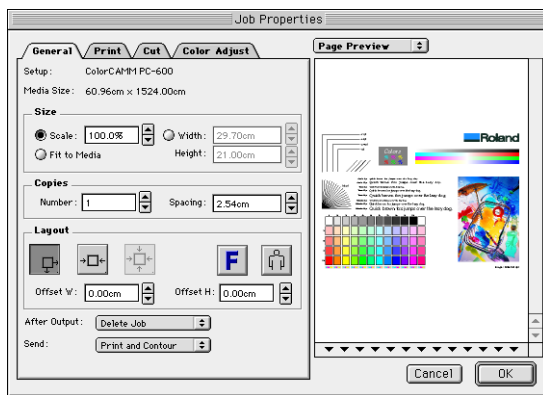 Job Properties
General Print Cut Color Adjust
Page Preview
Setup: ColorCAMM PC-600
Media Size: 60.96cm x 1524.00cm
Size
Scale: 100.0% Width: 29.70cm
Fit to Media Height: 21.00cm
Copies
Number: 1 Spacing: 2.54cm
Layout
F
Offset W: 0.00cm Offset H: 0.00cm
After Output: Delete Job
Send: Print and Contour
Roland
Colors
Cancel OK